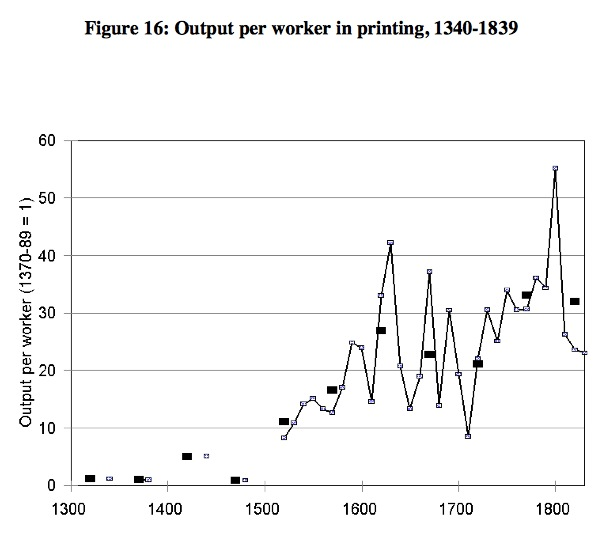 Figure 16: Output per worker in printing, 1340-1839
Output per worker (1370-89 = 1)
60
50
40
30
20
10
0
1300 1400 1500 1600 1700 1800